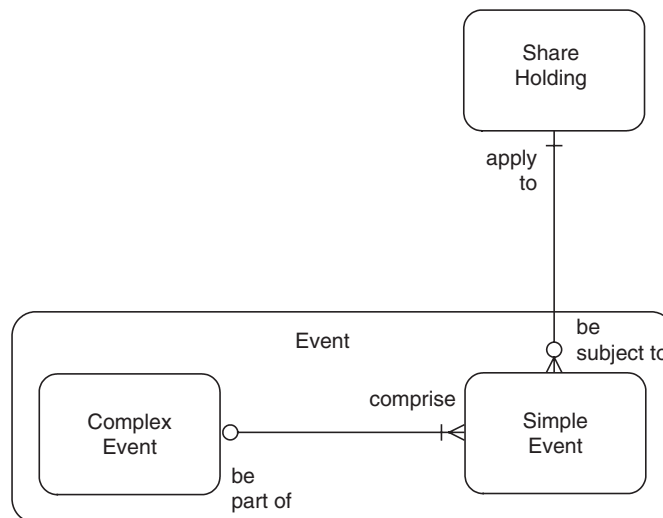 Share
Holding
apply
to
Event
be
subject to
Complex
Event
comprise
Simple
Event
be
part of